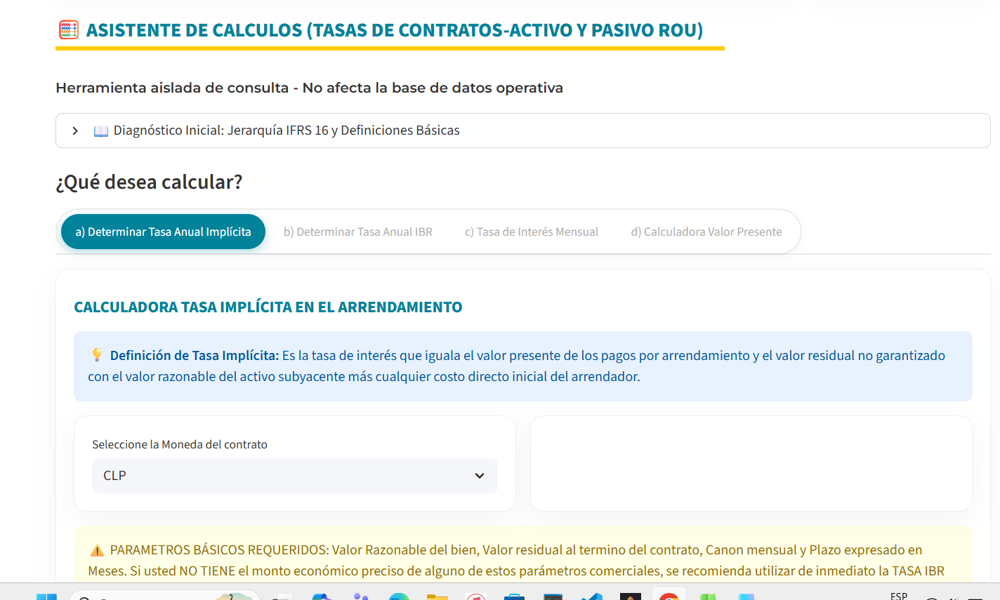 ASISTENTE DE CALCULOS (TASAS DE CONTRATOS-ACTIVO Y PASIVO ROU)
Herramienta aislada de consulta - No afecta la base de datos operativa
Diagnóstico Inicial: Jerarquía IFRS 16 y Definiciones Básicas
¿Qué desea calcular?
a) Determinar Tasa Anual Implícita
b) Determinar Tasa Anual IBR
c) Tasa de Interés Mensual
d) Calculadora Valor Presente
CALCULADORA TASA IMPLÍCITA EN EL ARRENDAMIENTO
Definición de Tasa Implícita: Es la tasa de interés que iguala el valor presente de los pagos por arrendamiento y el valor residual no garantizado
con el valor razonable del activo subyacente más cualquier costo directo inicial del arrendador.
Seleccione la Moneda del contrato
CLP
PARAMETROS BÁSICOS REQUERIDOS: Valor Razonable del bien, Valor residual al termino del contrato, Canon mensual y Plazo expresado en
Meses. Si usted NO TIENE el monto económico preciso de alguno de estos parámetros comerciales, se recomienda utilizar de inmediato la TASA IBR
ESP